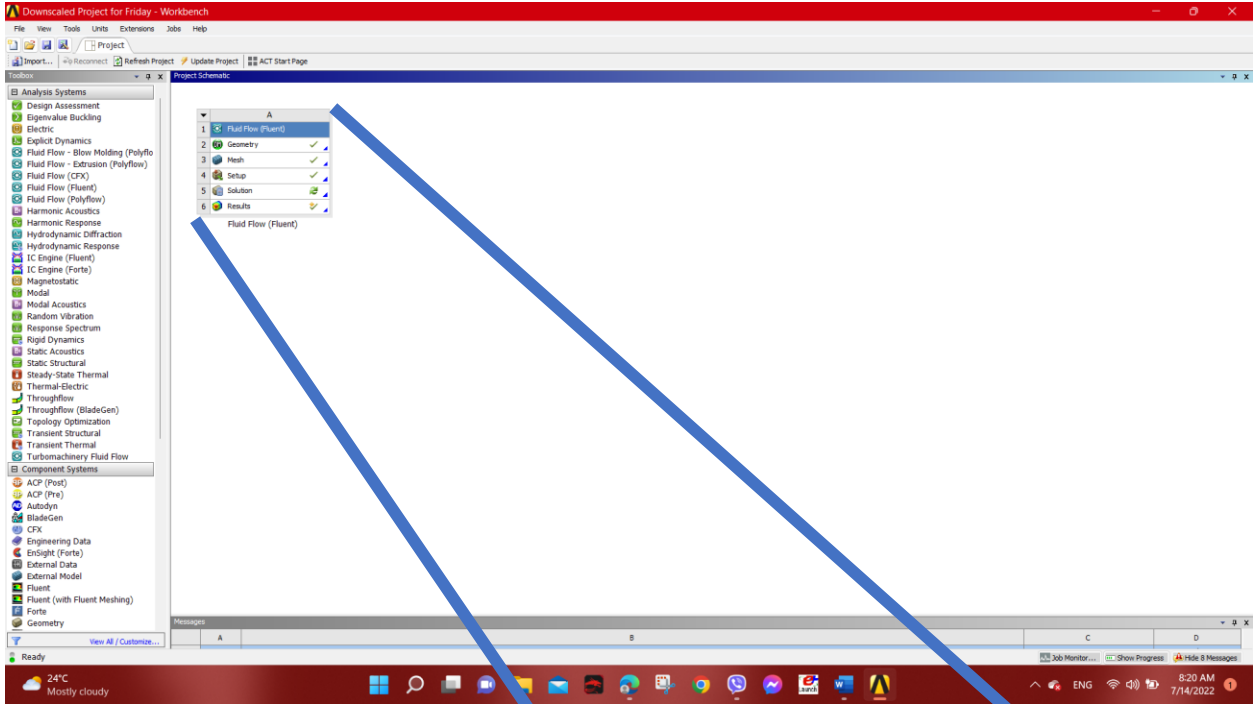 Downscaled Project for Friday - Workbench
File View Tools Units Extensions Jobs Help
Project
Import... Reconnect Refresh Project Update Project ACT Start Page
Toolbox
Project Schematic
Analysis Systems
Design Assessment
Eigenvalue Buckling
Electric
Explicit Dynamics
Fluid Flow - Blow Molding (Polyflo
Fluid Flow - Extrusion (Polyflow)
Fluid Flow (CFX)
Fluid Flow (Fluent)
Fluid Flow (Polyflow)
Harmonic Acoustics
Harmonic Response
Hydrodynamic Diffraction
Hydrodynamic Response
IC Engine (Fluent)
IC Engine (Forte)
Magnetostatic
Modal
Modal Acoustics
Random Vibration
Response Spectrum
Rigid Dynamics
Static Acoustics
Static Structural
Steady-State Thermal
Thermal-Electric
Throughflow
Throughflow (BladeGen)
Topology Optimization
Transient Structural
Transient Thermal
Turbomachinery Fluid Flow
Component Systems
ACP (Post)
ACP (Pre)
Autodyn
BladeGen
CFX
Engineering Data
EnSight (Forte)
External Data
External Model
Fluent
Fluent (with Fluent Meshing)
Forte
Geometry
View All / Customize...
A
1 Fluid Flow (Fluent)
2 Geometry
3 Mesh
4 Setup
5 Solution
6 Results
Fluid Flow (Fluent)
Messages
A B C D
Ready
Job Monitor... Show Progress Hide 8 Messages
24°C
Mostly cloudy
Launch
ENG
8:20 AM
7/14/2022
1